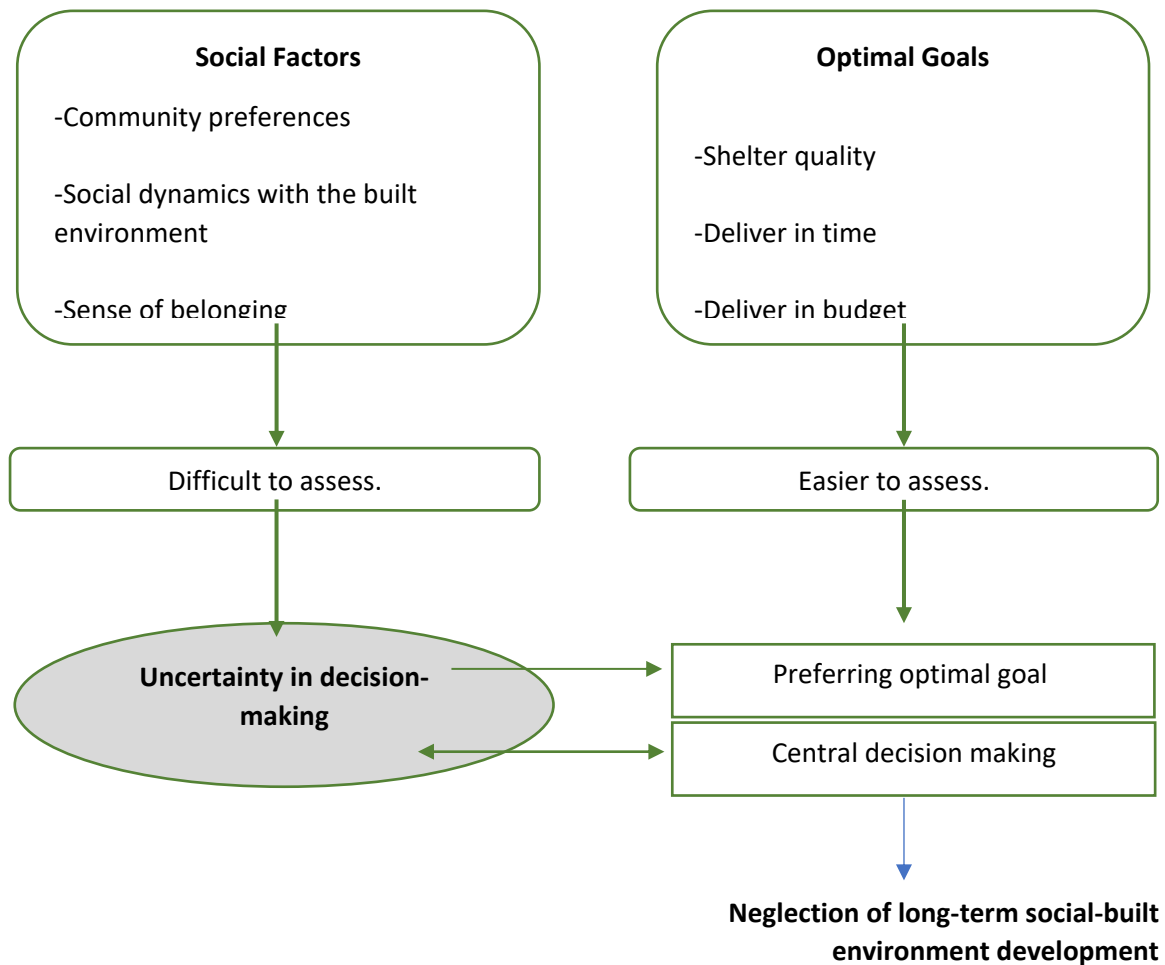 Social Factors
-Community preferences
-Social dynamics with the built
environment
-Sense of belonging
Optimal Goals
-Shelter quality
-Deliver in time
-Deliver in budget
Difficult to assess.
Easier to assess.
Uncertainty in decision-
making
Preferring optimal goal
Central decision making
Neglection of long-term social-built
environment development